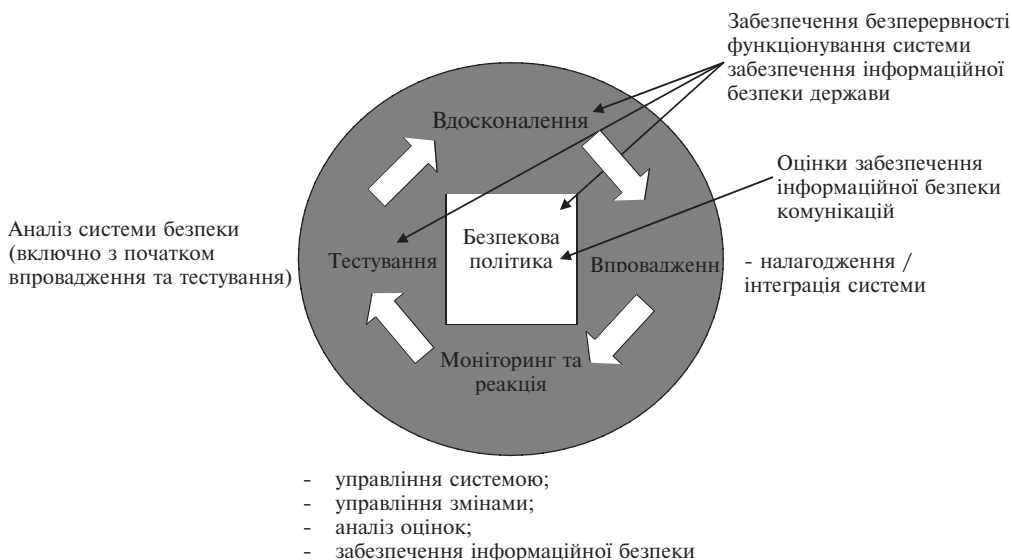 Забезпечення безперервності
функціонування системи
забезпечення інформаційної
безпеки держави
Вдосконалення
Оцінки забезпечення
інформаційної безпеки
комунікацій
Аналіз системи безпеки
(включно з початком
впровадження та тестування)
Тестування
Безпекова
політика
Впровадженн
- налагодження /
інтеграція системи
Моніторинг та
реакція
- управління системою;
- управління змінами;
- аналіз оцінок;
- забезпечення інформаційної безпеки